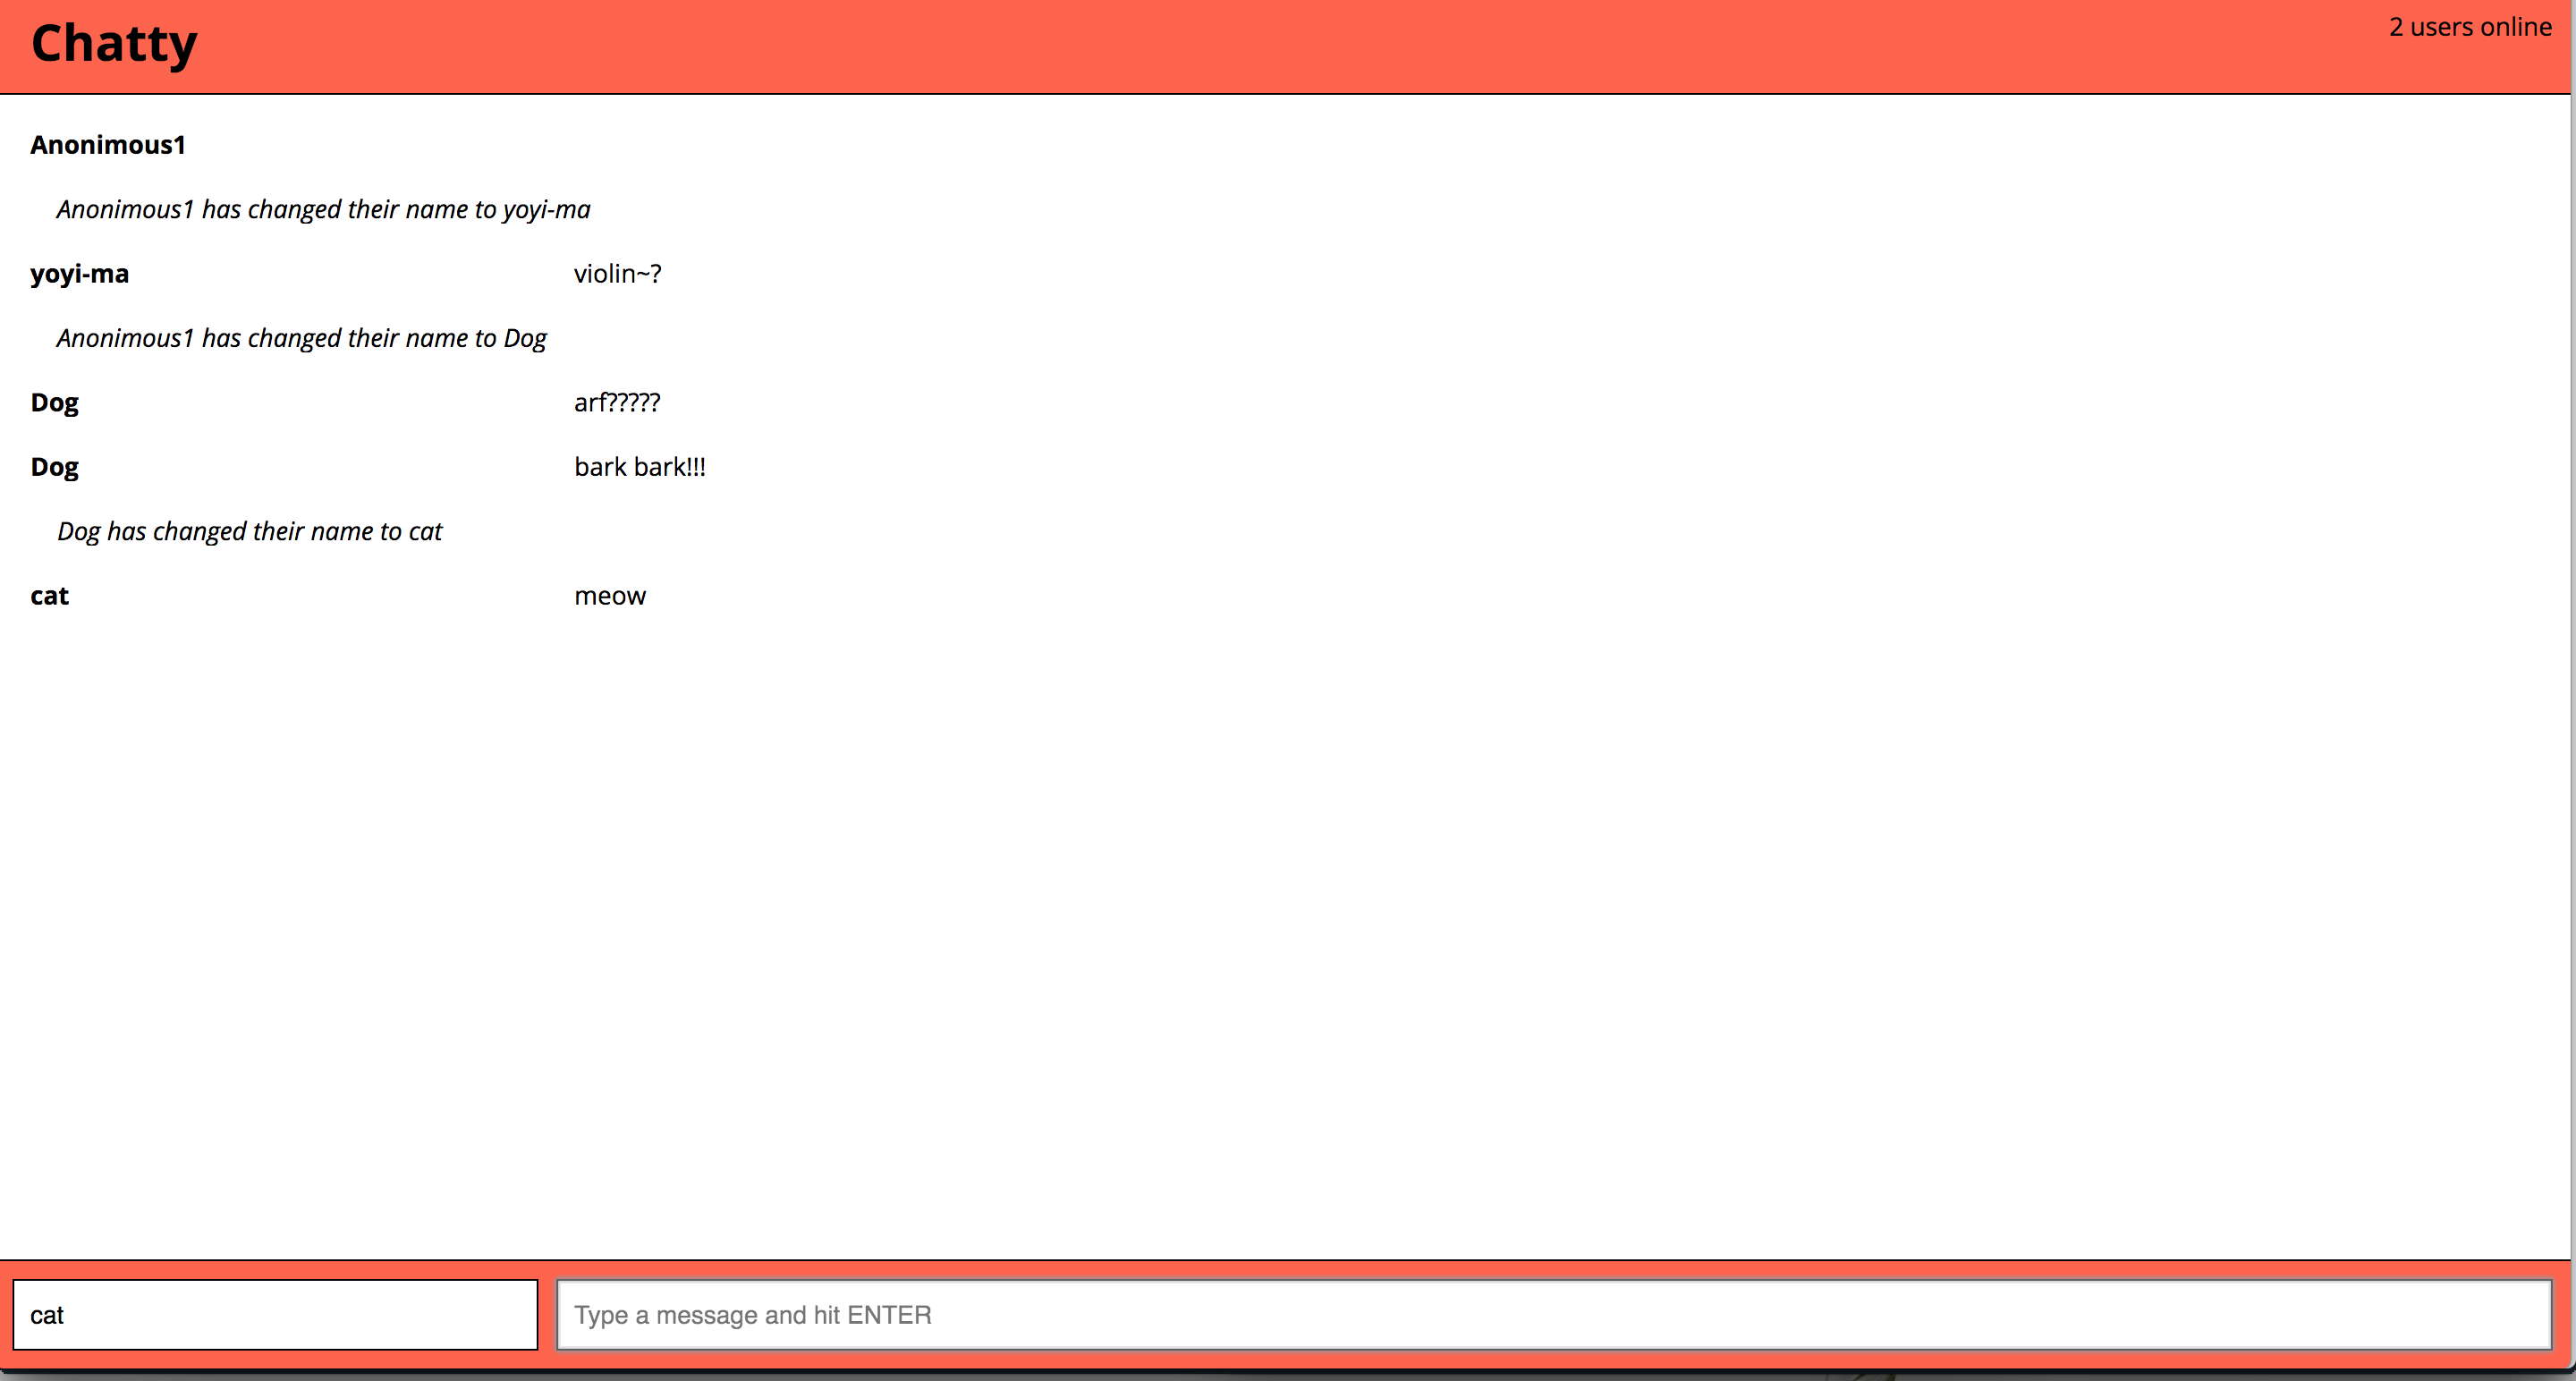 Chatty
2 users online
Anonimous1
Anonimous1 has changed their name to yoyi-ma
yoyi-ma violin~?
Anonimous1 has changed their name to Dog
Dog arf?????
Dog bark bark!!!
Dog has changed their name to cat
cat meow
cat Type a message and hit ENTER